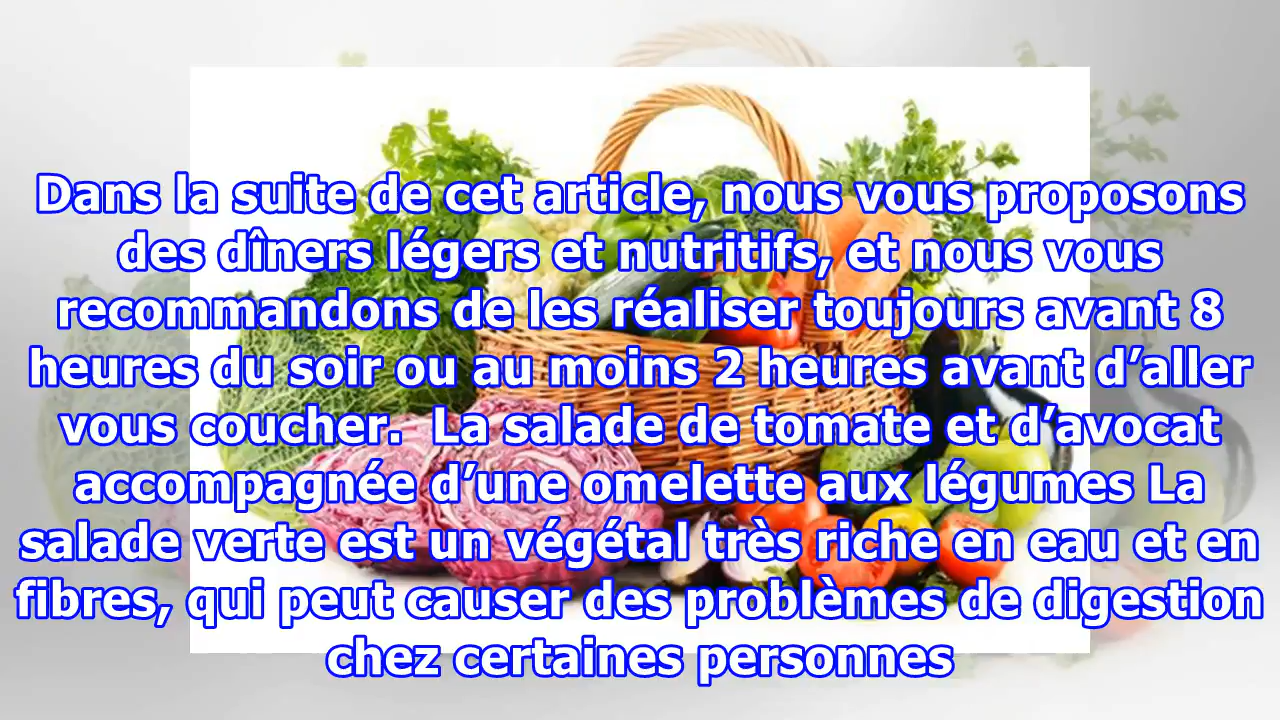 Dans la suite de cet article, nous vous proposons
des dîners légers et nutritifs, et nous vous
recommandons de les réaliser toujours avant 8
heures du soir ou au moins 2 heures avant d’aller
vous coucher.  La salade de tomate et d’avocat
accompagnée d’une omelette aux légumes La
salade verte est un végétal très riche en eau et en
fibres, qui peut causer des problèmes de digestion
chez certaines personnes